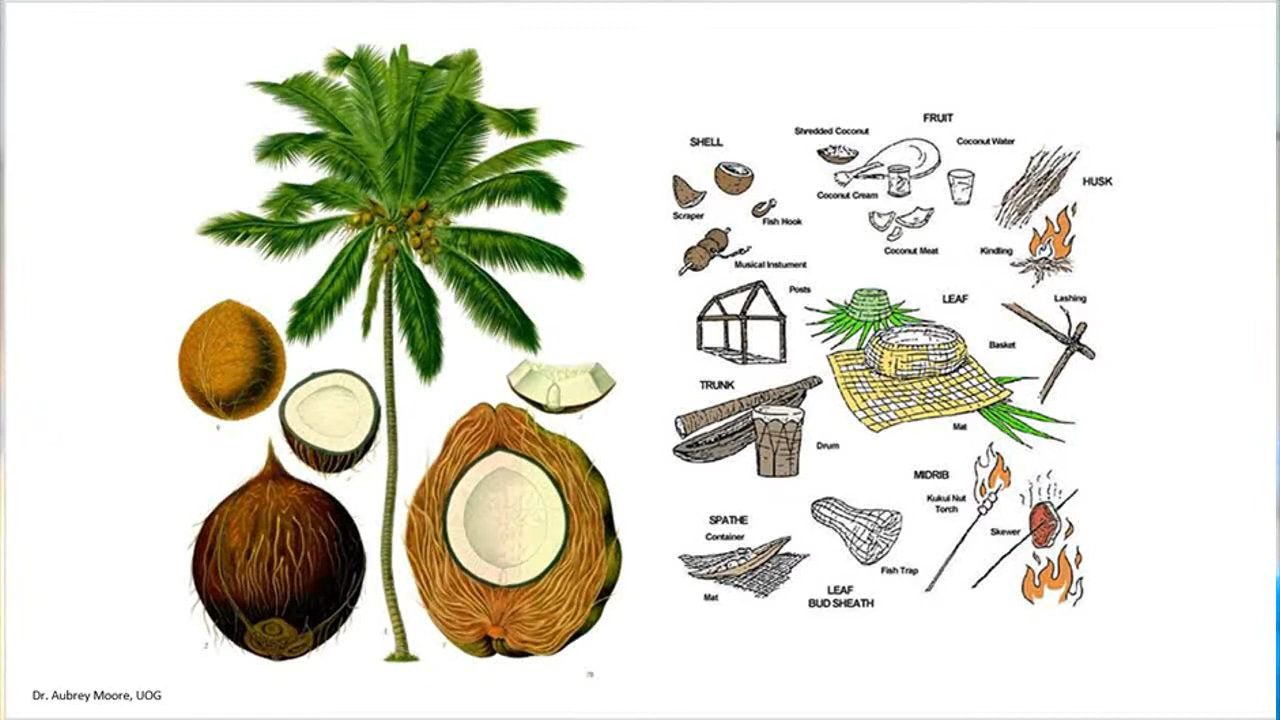 FRUIT
Shredded Coconut
SHELL
Coconut Water
HUSK
Coconut Cream
Scraper
Fish Hook
Coconut Meat
Kindling
Musical Instument
Posts
LEAF
Lashing
Basket
TRUNK
Mat
Drum
MIDRIB
Kukui Nut
Torch
SPATHE
Skewer
Container
Fish Trap
LEAF
BUD SHEATH
Mat
Dr. Aubrey Moore, UOG